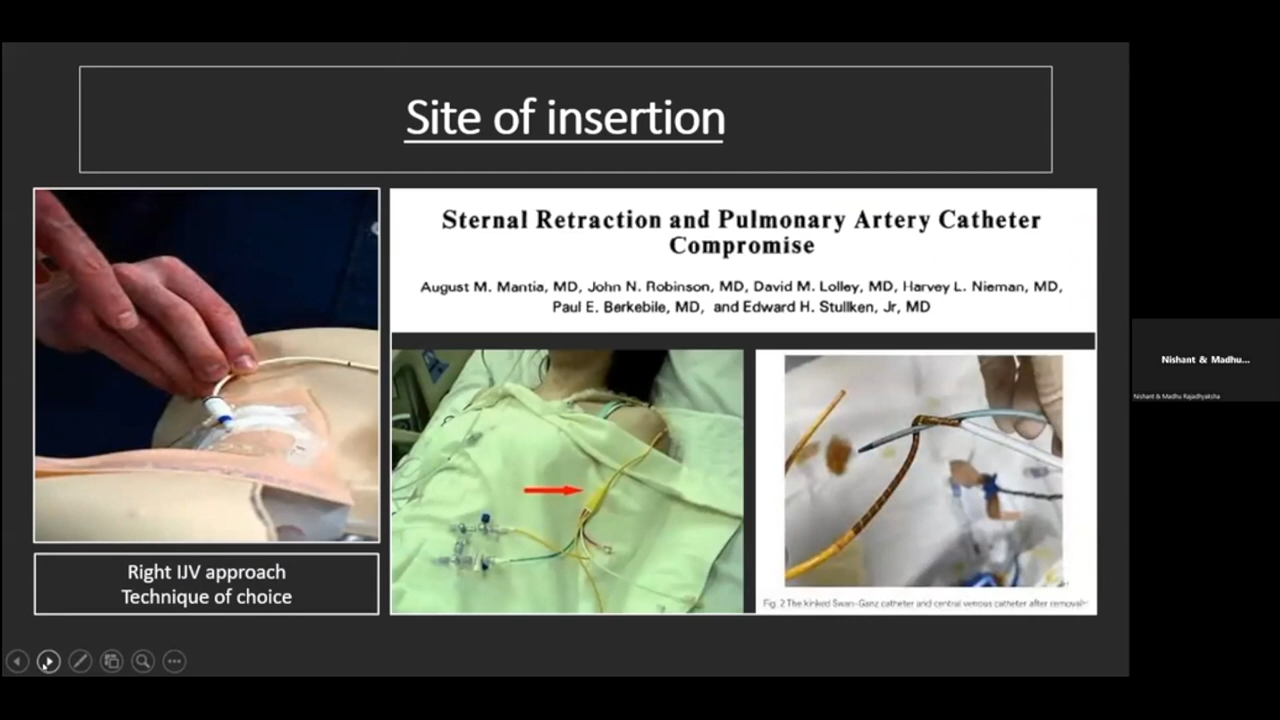 Site of insertion
Sternal Retraction and Pulmonary Artery Catheter
Compromise
August M. Mantia, MD, John N. Robinson, MD, David M. Lolley, MD, Harvey L. Nieman, MD,
Paul E. Berkebile, MD, and Edward H. Stullken, Jr, MD
Right IJV approach
Technique of choice
Fig. 2 The kinked Swan-Ganz catheter and central venous catheter after removal
Nishant & Madhu...
Nishant & Madhu Rajadhyaksha